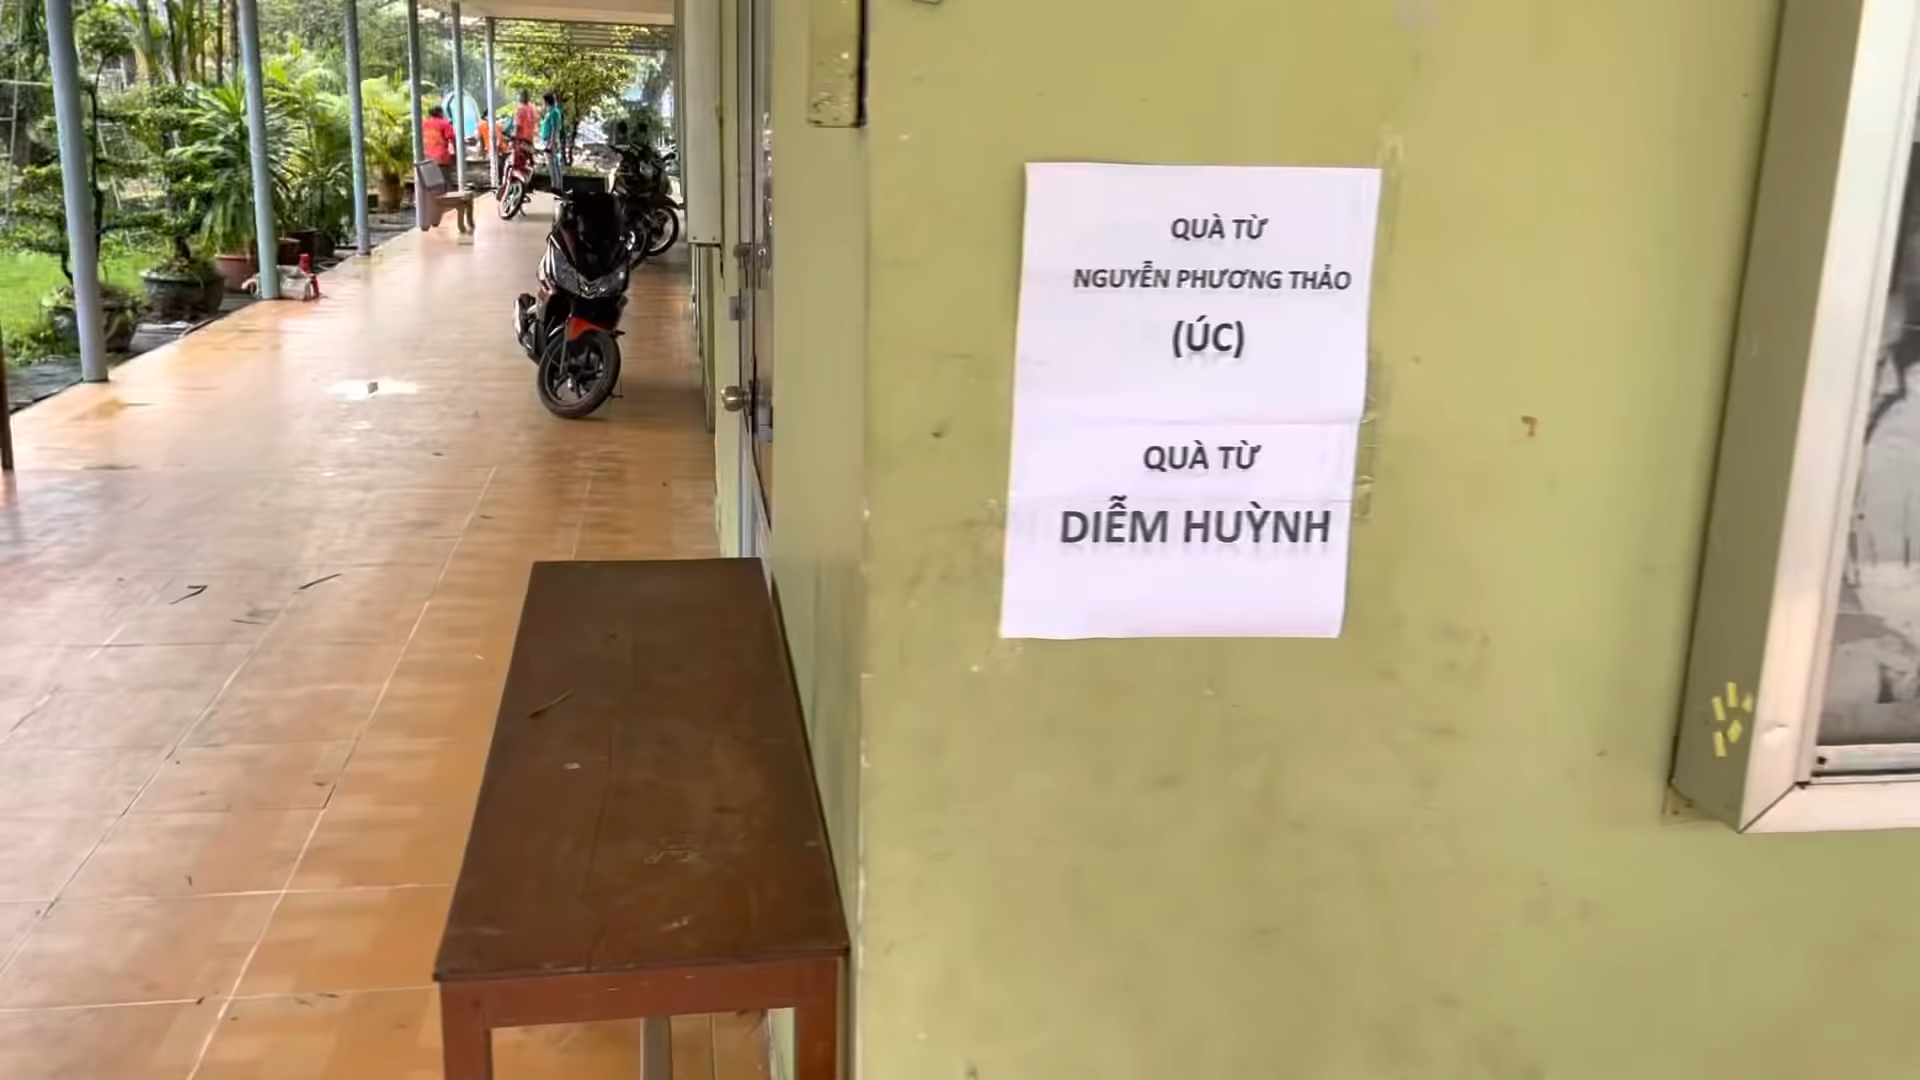 QUÀ TỪ
NGUYỄN PHƯƠNG THẢO
(ÚC)
QUÀ TỪ
DIỄM HUỲNH